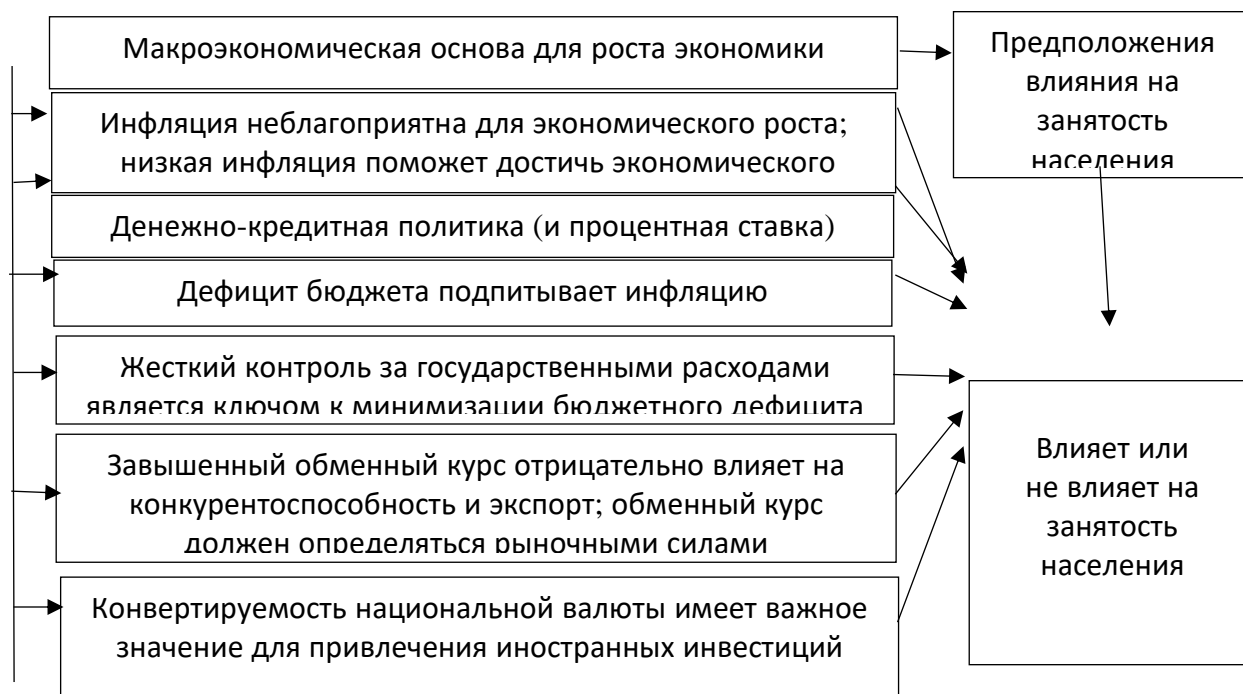 Макроэкономическая основа для роста экономики
Предположения
влияния на
занятость
населения
Инфляция неблагоприятна для экономического роста;
низкая инфляция поможет достичь экономического
Денежно-кредитная политика (и процентная ставка)
Дефицит бюджета подпитывает инфляцию
Жесткий контроль за государственными расходами
является ключом к минимизации бюджетного дефицита
Завышенный обменный курс отрицательно влияет на
конкурентоспособность и экспорт; обменный курс
должен определяться рыночными силами
Конвертируемость национальной валюты имеет важное
значение для привлечения иностранных инвестиций
Влияет или
не влияет на
занятость
населения